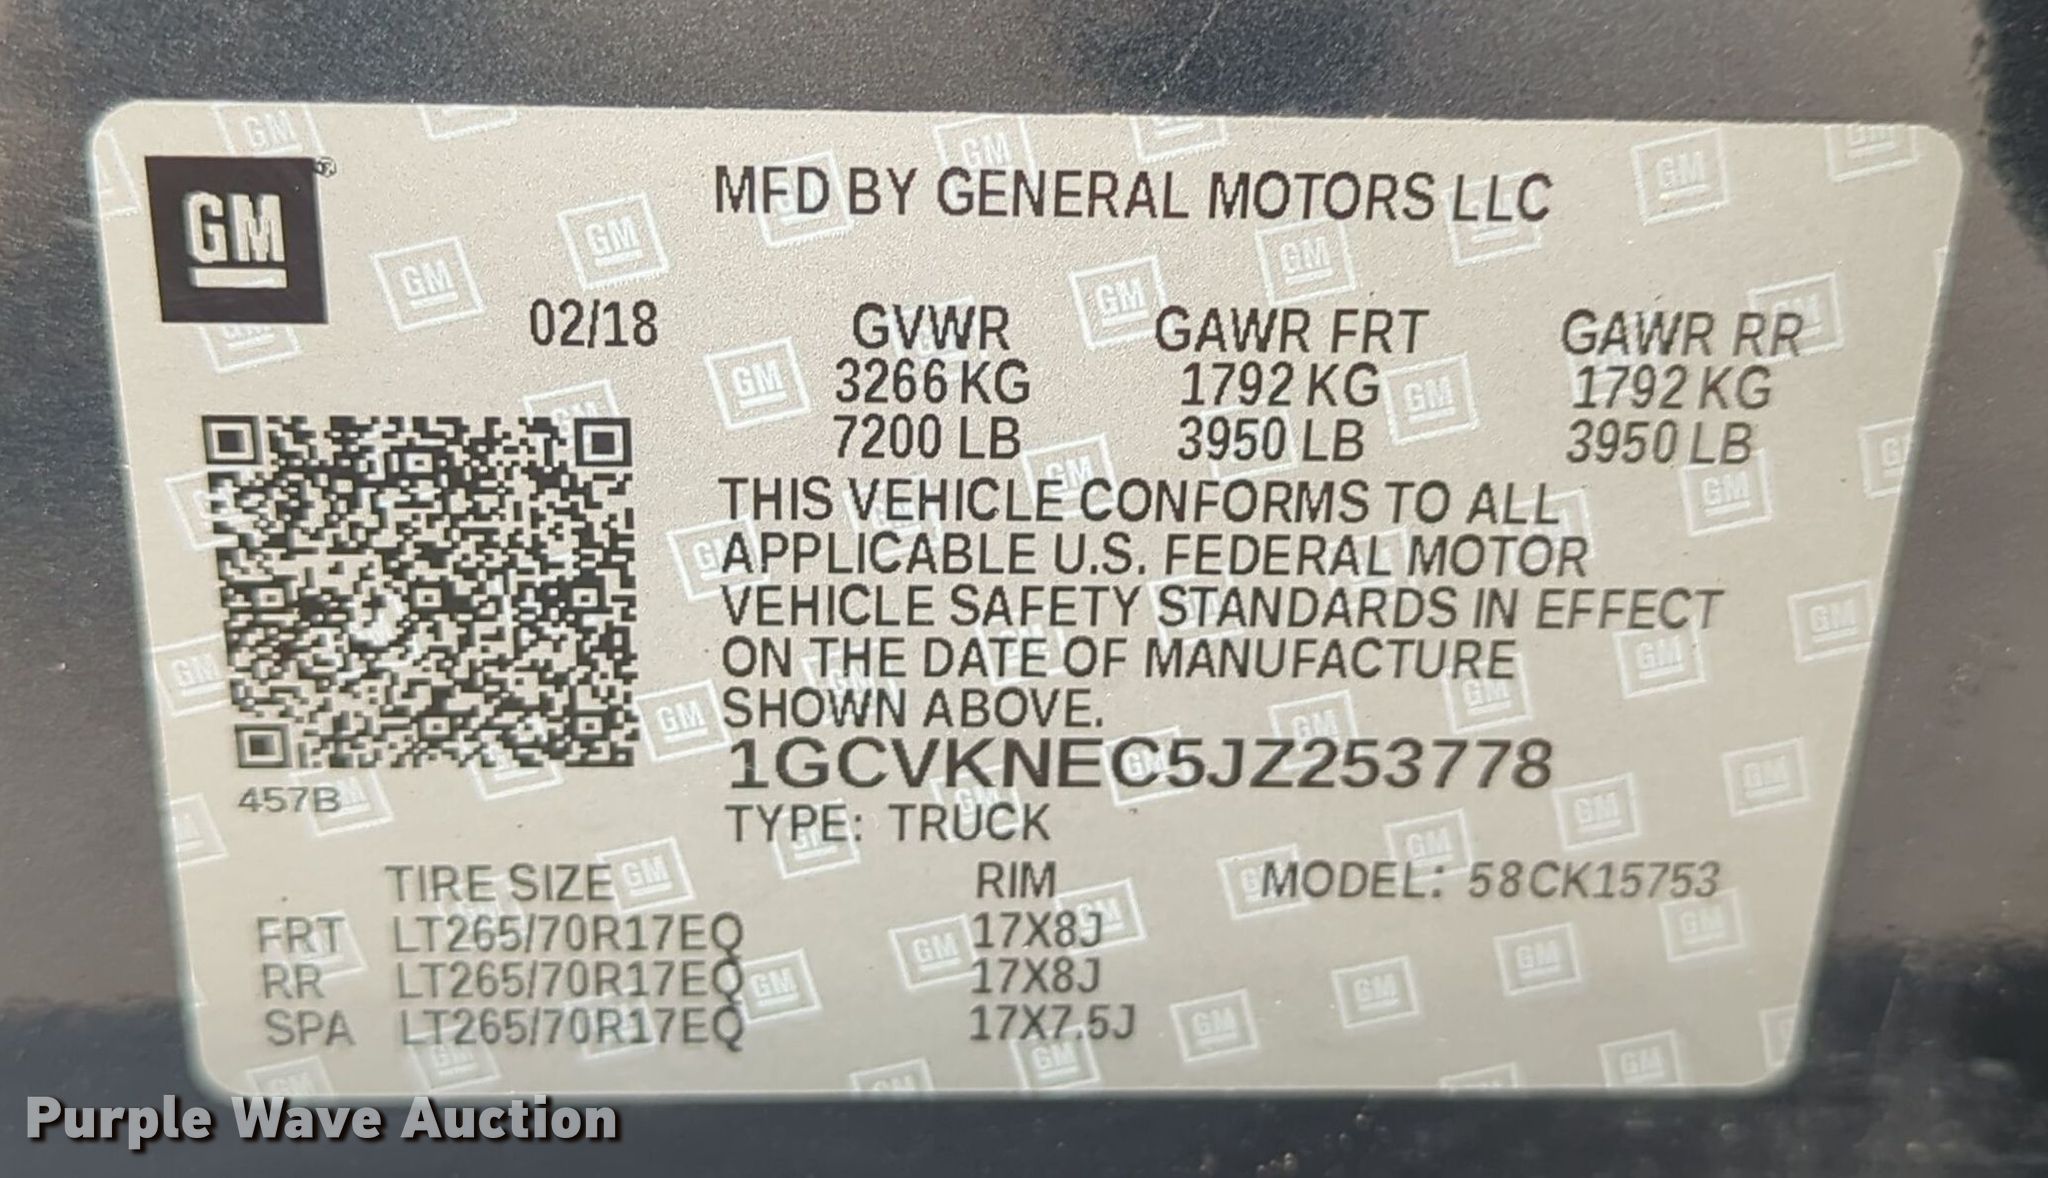 GM®
MFD BY GENERAL MOTORS LLC
02/18 GVWR GAWR FRT GAWR RR
3266 KG 1792 KG 1792 KG
7200 LB 3950 LB 3950 LB
THIS VEHICLE CONFORMS TO ALL
APPLICABLE U.S. FEDERAL MOTOR
VEHICLE SAFETY STANDARDS IN EFFECT
ON THE DATE OF MANUFACTURE
SHOWN ABOVE.
1GCVKNEC5JZ253778
457B
TYPE: TRUCK
TIRE SIZE RIM MODEL: 58CK15753
FRT LT265/70R17EQ 17X8J
RR LT265/70R17EQ 17X8J
SPA LT265/70R17EQ 17X7.5J
Purple Wave Auction